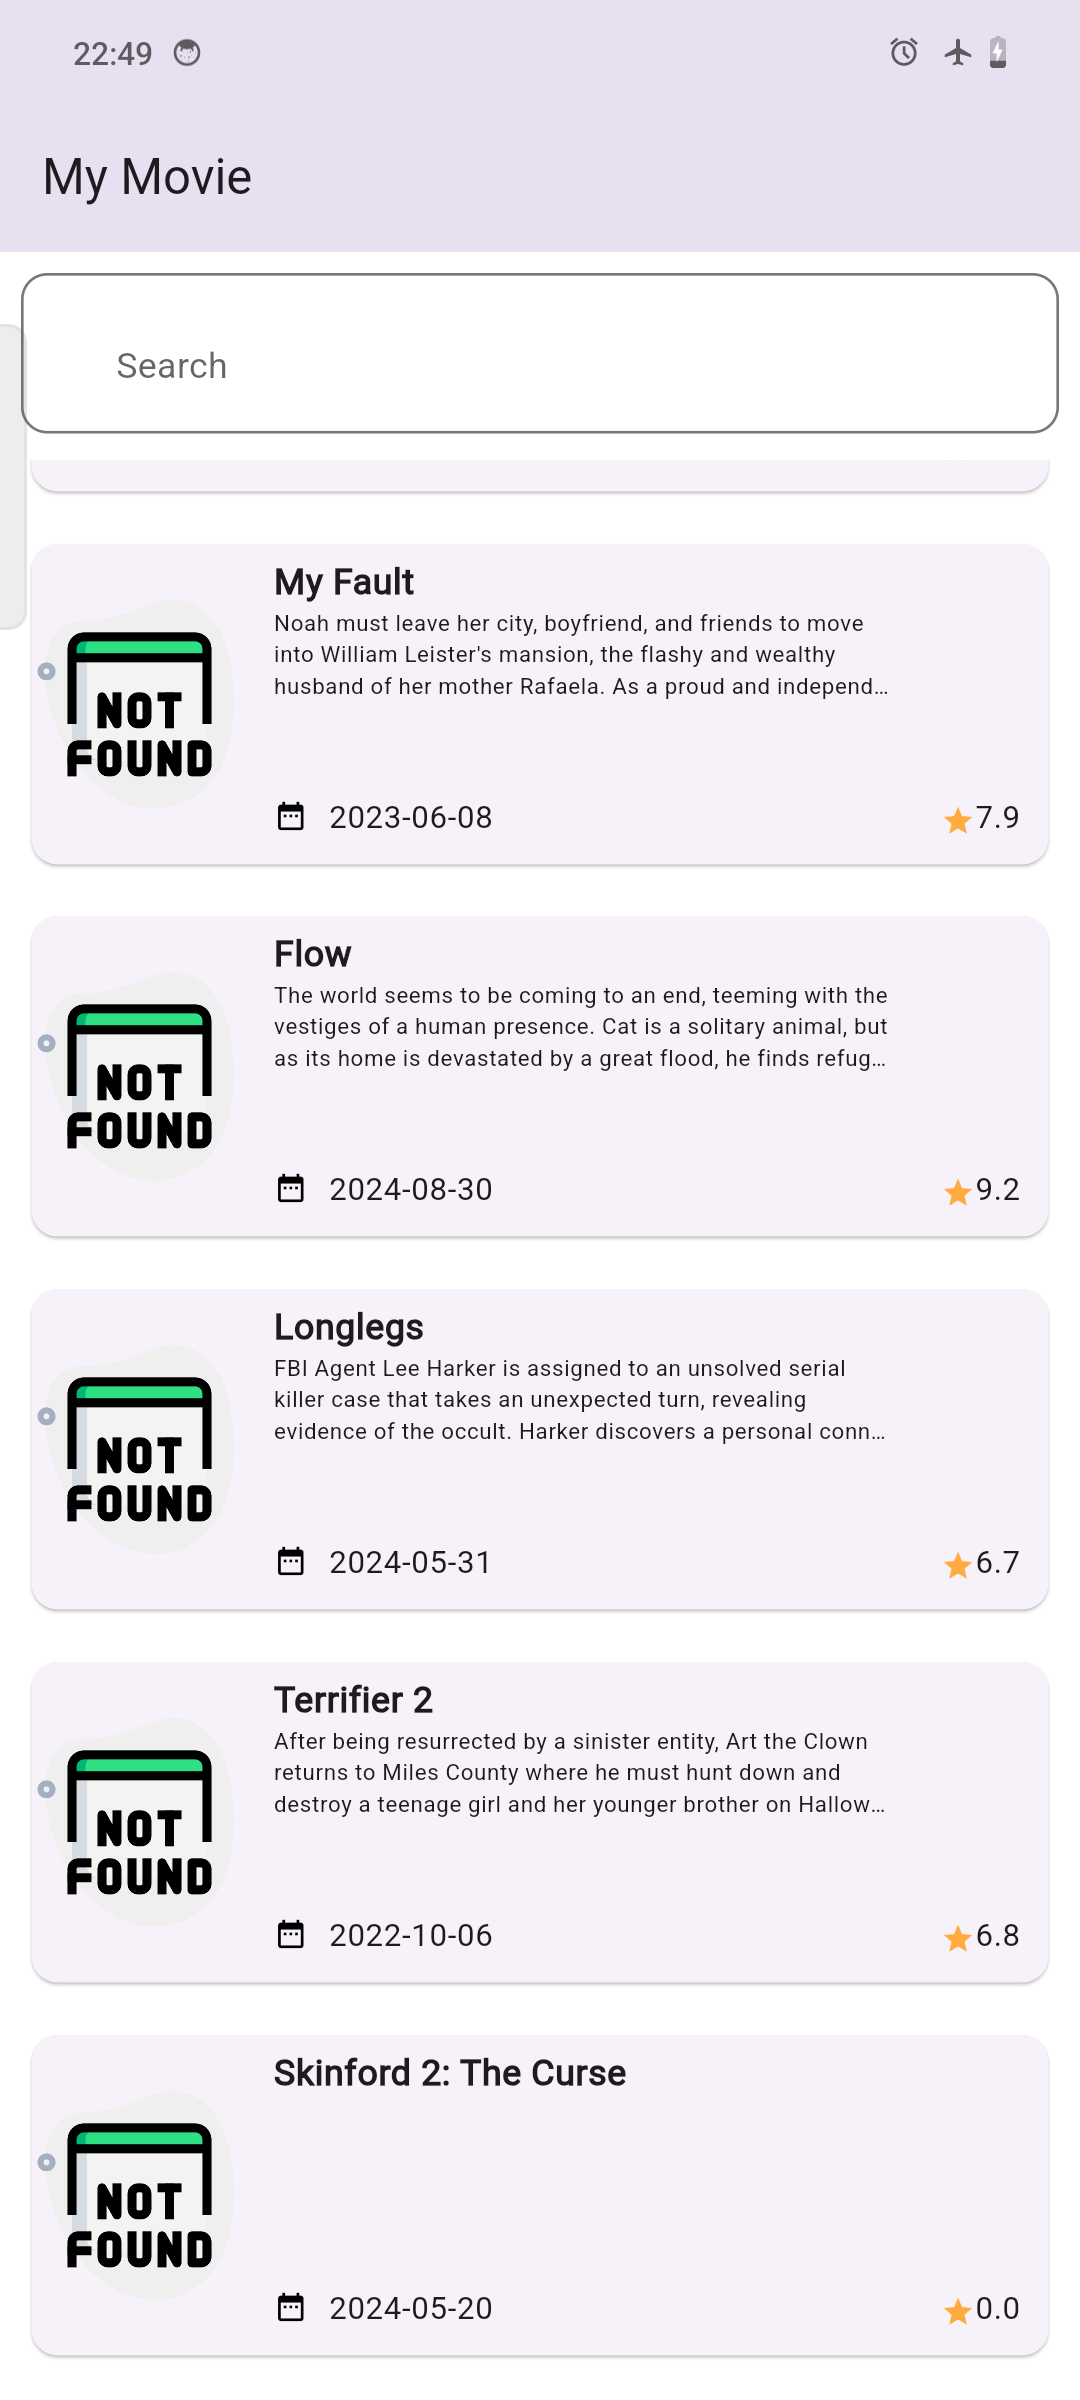 22:49
My Movie
Search
My Fault
Noah must leave her city, boyfriend, and friends to move
into William Leister's mansion, the flashy and wealthy
husband of her mother Rafaela. As a proud and independ…
NOT
FOUND
2023-06-08
7.9
Flow
The world seems to be coming to an end, teeming with the
vestiges of a human presence. Cat is a solitary animal, but
as its home is devastated by a great flood, he finds refug…
NOT
FOUND
2024-08-30
9.2
Longlegs
FBI Agent Lee Harker is assigned to an unsolved serial
killer case that takes an unexpected turn, revealing
evidence of the occult. Harker discovers a personal conn…
NOT
FOUND
2024-05-31
6.7
Terrifier 2
After being resurrected by a sinister entity, Art the Clown
returns to Miles County where he must hunt down and
destroy a teenage girl and her younger brother on Hallow…
NOT
FOUND
2022-10-06
6.8
Skinford 2: The Curse
NOT
FOUND
2024-05-20
0.0